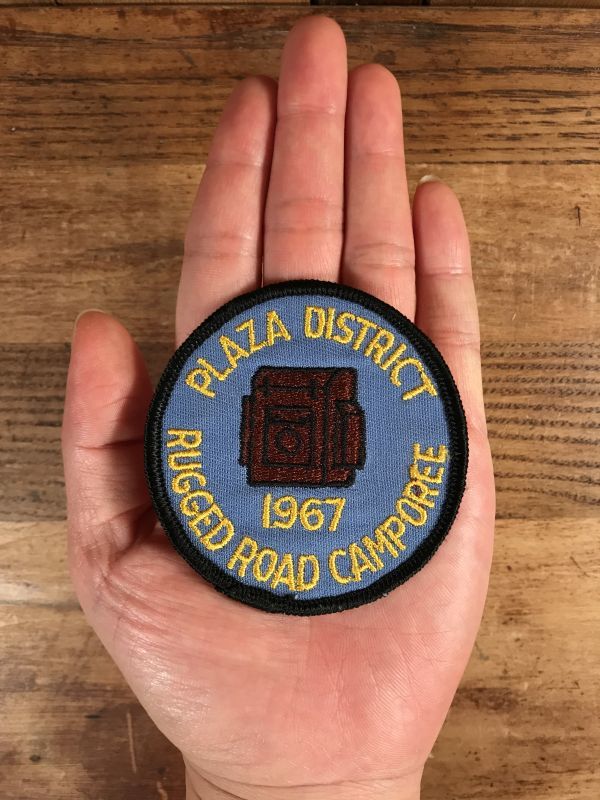 PLAZA DISTRICT
1967
RUGGED ROAD CAMPOREE